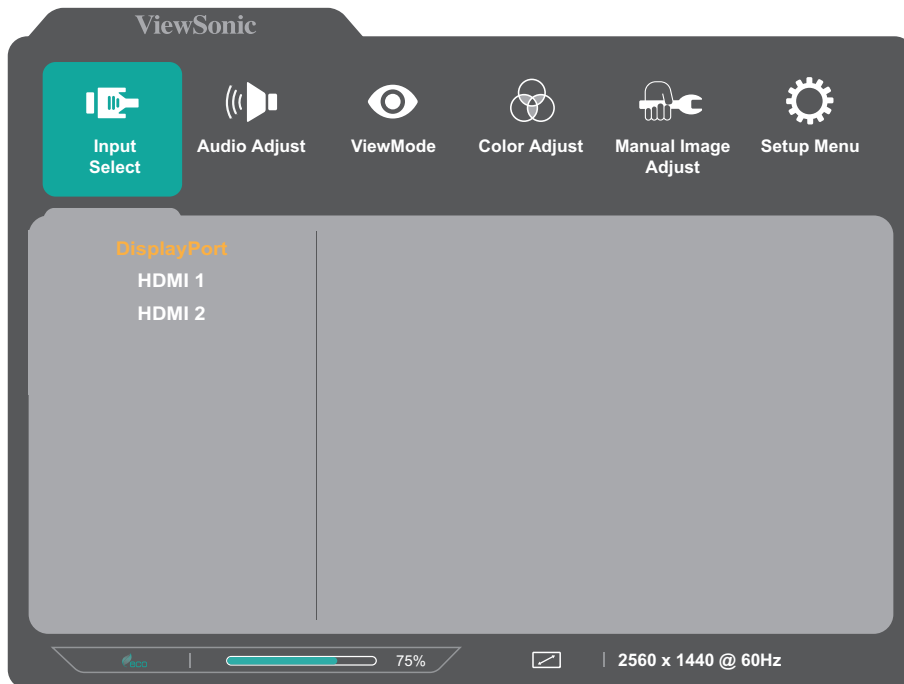 ViewSonic
Input
Select
Audio Adjust
ViewMode
Color Adjust
Manual Image
Adjust
Setup Menu
DisplayPort
HDMI 1
HDMI 2
eco
75%
2560 x 1440 @ 60Hz